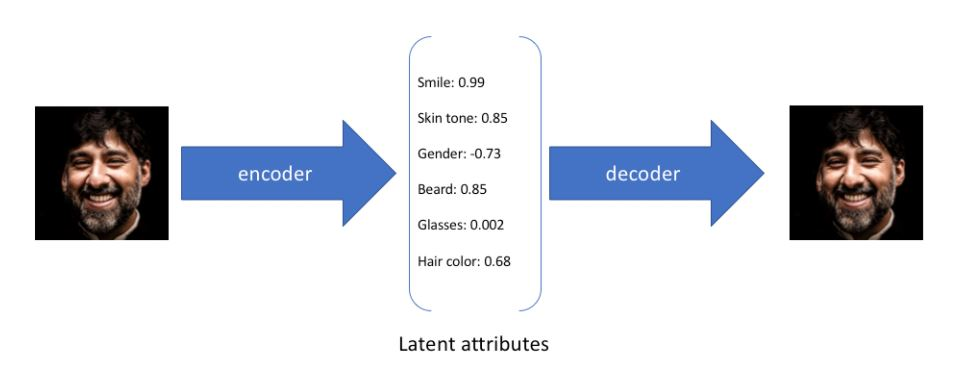 encoder
Smile: 0.99
Skin tone: 0.85
Gender: -0.73
Beard: 0.85
Glasses: 0.002
Hair color: 0.68
decoder
Latent attributes